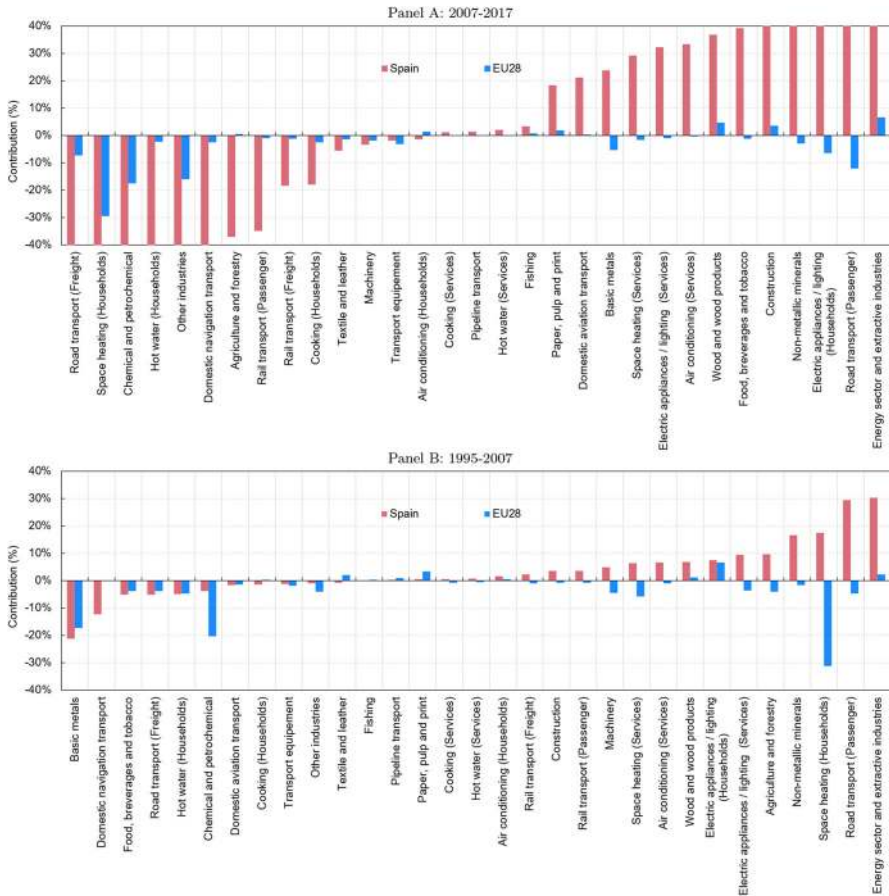 Panel A: 2007-2017
40%
30%
20%
10%
0%
-10%
-20%
-30%
-40%
Contribution (%)
Spain
EU28
Road transport (Freight)
Space heating (Households)
Chemical and petrochemical
Hot water (Households)
Other industries
Domestic navigation transport
Agriculture and forestry
Rail transport (Passenger)
Rail transport (Freight)
Cooking (Households)
Textile and leather
Machinery
Transport equipement
Air conditioning (Households)
Cooking (Services)
Pipeline transport
Hot water (Services)
Fishing
Paper, pulp and print
Domestic aviation transport
Basic metals
Space heating (Services)
Electric appliances / lighting (Services)
Air conditioning (Services)
Wood and wood products
Food, breverages and tobacco
Construction
Non-metallic minerals
Electric appliances / lighting
(Households)
Road transport (Passenger)
Energy sector and extractive industries
Panel B: 1995-2007
40%
30%
20%
10%
0%
-10%
-20%
-30%
-40%
Contribution (%)
Spain
EU28
Basic metals
Domestic navigation transport
Food, breverages and tobacco
Road transport (Freight)
Hot water (Households)
Chemical and petrochemical
Domestic aviation transport
Cooking (Households)
Transport equipement
Other industries
Textile and leather
Fishing
Pipeline transport
Paper, pulp and print
Cooking (Services)
Hot water (Services)
Air conditioning (Households)
Rail transport (Freight)
Construction
Rail transport (Passenger)
Machinery
Space heating (Services)
Air conditioning (Services)
Wood and wood products
Electric appliances / lighting
(Households)
Electric appliances / lighting (Services)
Agriculture and forestry
Non-metallic minerals
Space heating (Households)
Road transport (Passenger)
Energy sector and extractive industries